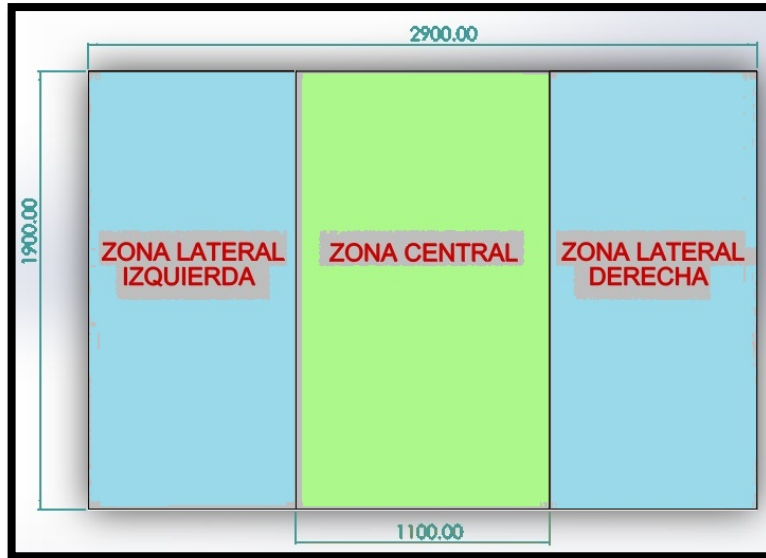 2900.00
1900.00
ZONA LATERAL
IZQUIERDA
ZONA CENTRAL
ZONA LATERAL
DERECHA
1100.00